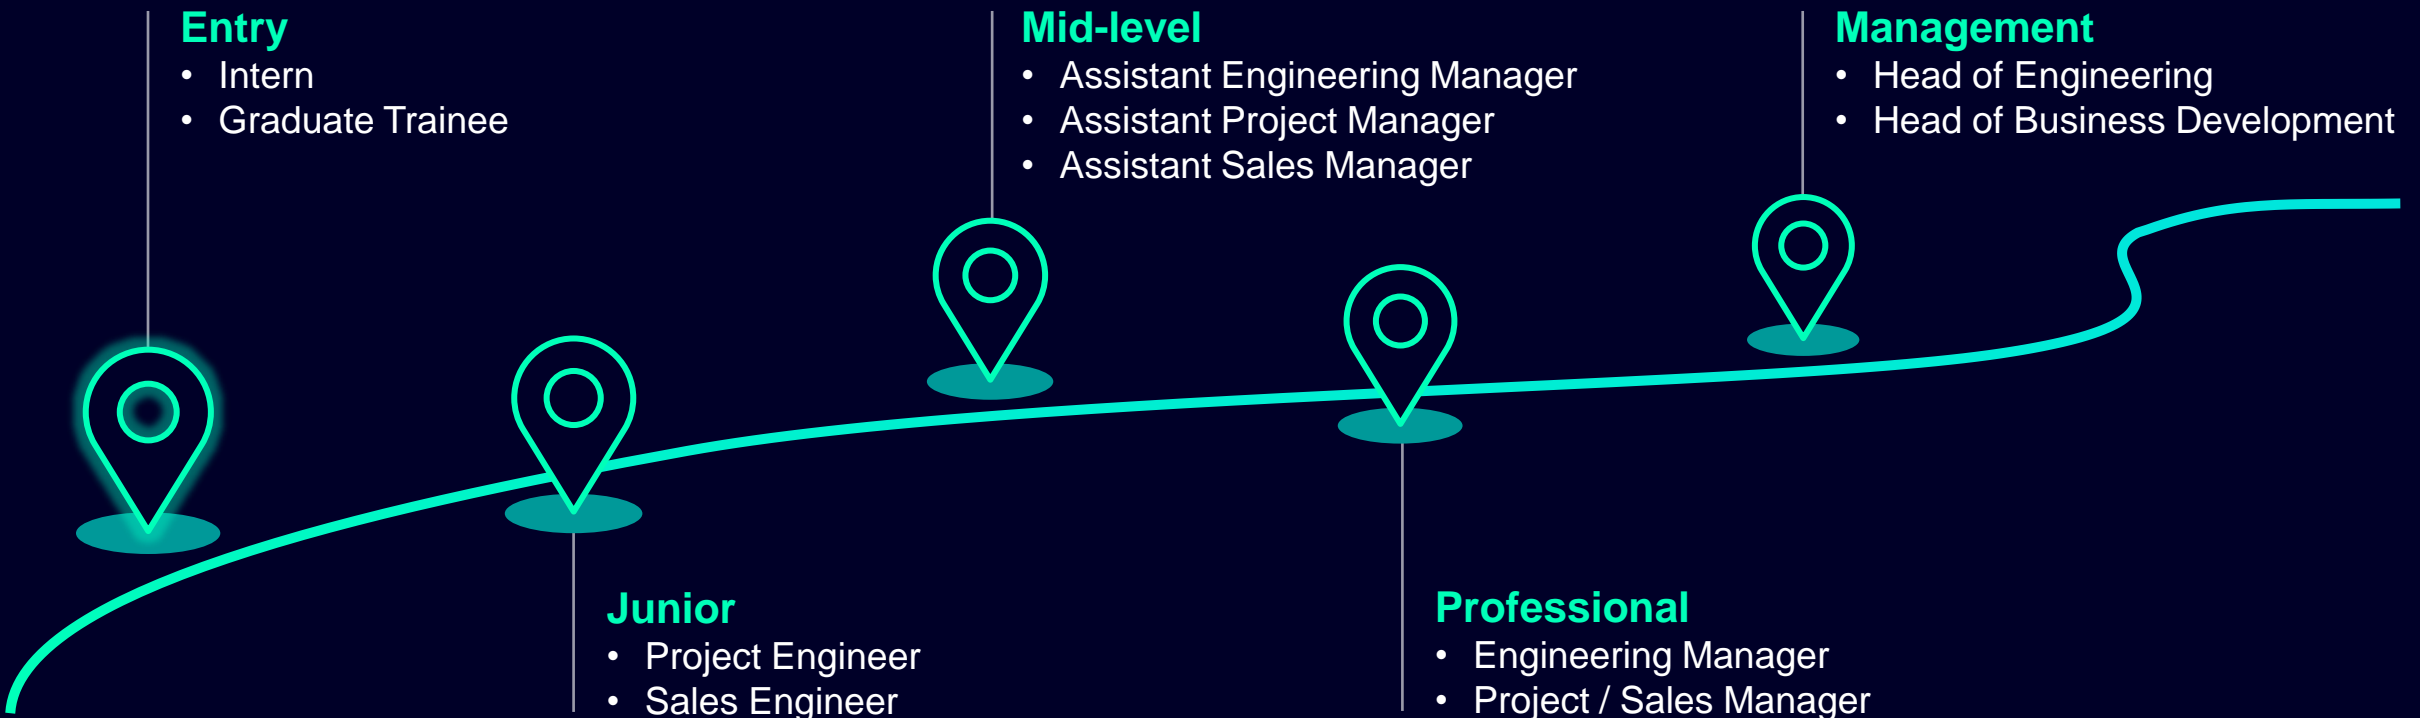 Entry
• Intern
• Graduate Trainee
Junior
• Project Engineer
• Sales Engineer
Mid-level
• Assistant Engineering Manager
• Assistant Project Manager
• Assistant Sales Manager
Professional
• Engineering Manager
• Project / Sales Manager
Management
• Head of Engineering
• Head of Business Development